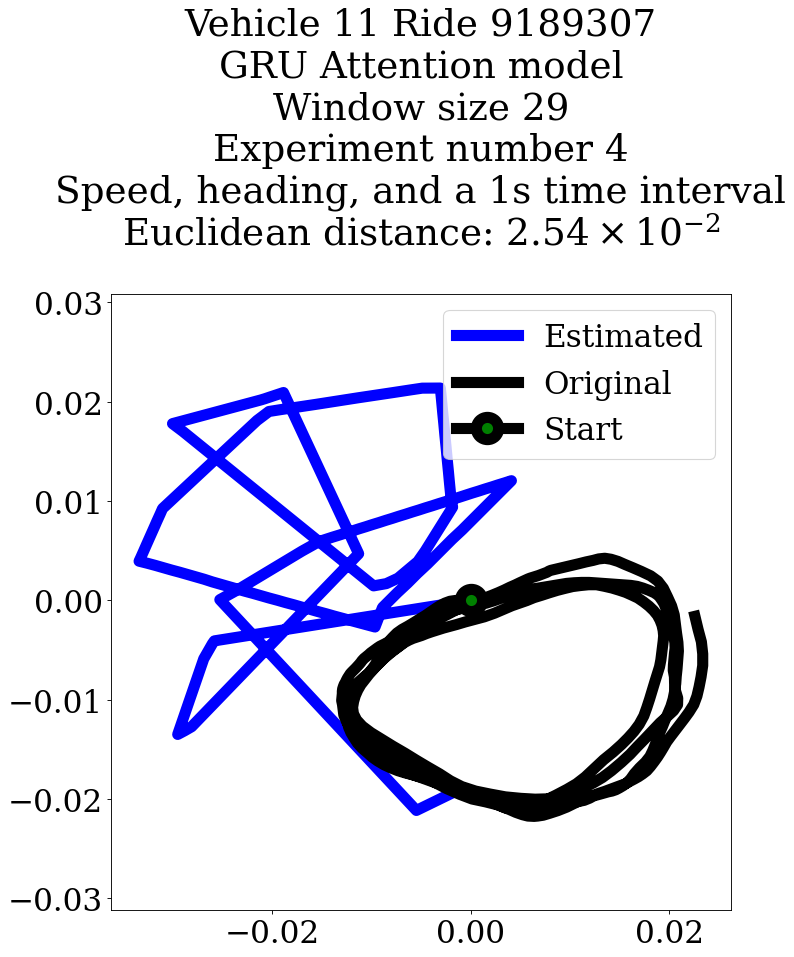 Vehicle 11 Ride 9189307
GRU Attention model
Window size 29
Experiment number 4
Speed, heading, and a 1s time interval
Euclidean distance: 2.54 × 10⁻²
Estimated
Original
Start
0.03
0.02
0.01
0.00
−0.01
−0.02
−0.03
−0.02
0.00
0.02